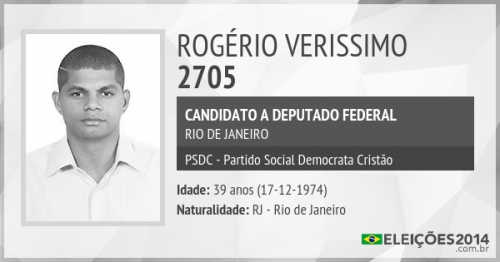 ROGÉRIO VERISSIMO
2705
CANDIDATO A DEPUTADO FEDERAL
RIO DE JANEIRO
PSDC - Partido Social Democrata Cristão
Idade: 39 anos (17-12-1974)
Naturalidade: RJ - Rio de Janeiro
ELEIÇÕES2014
.com.br